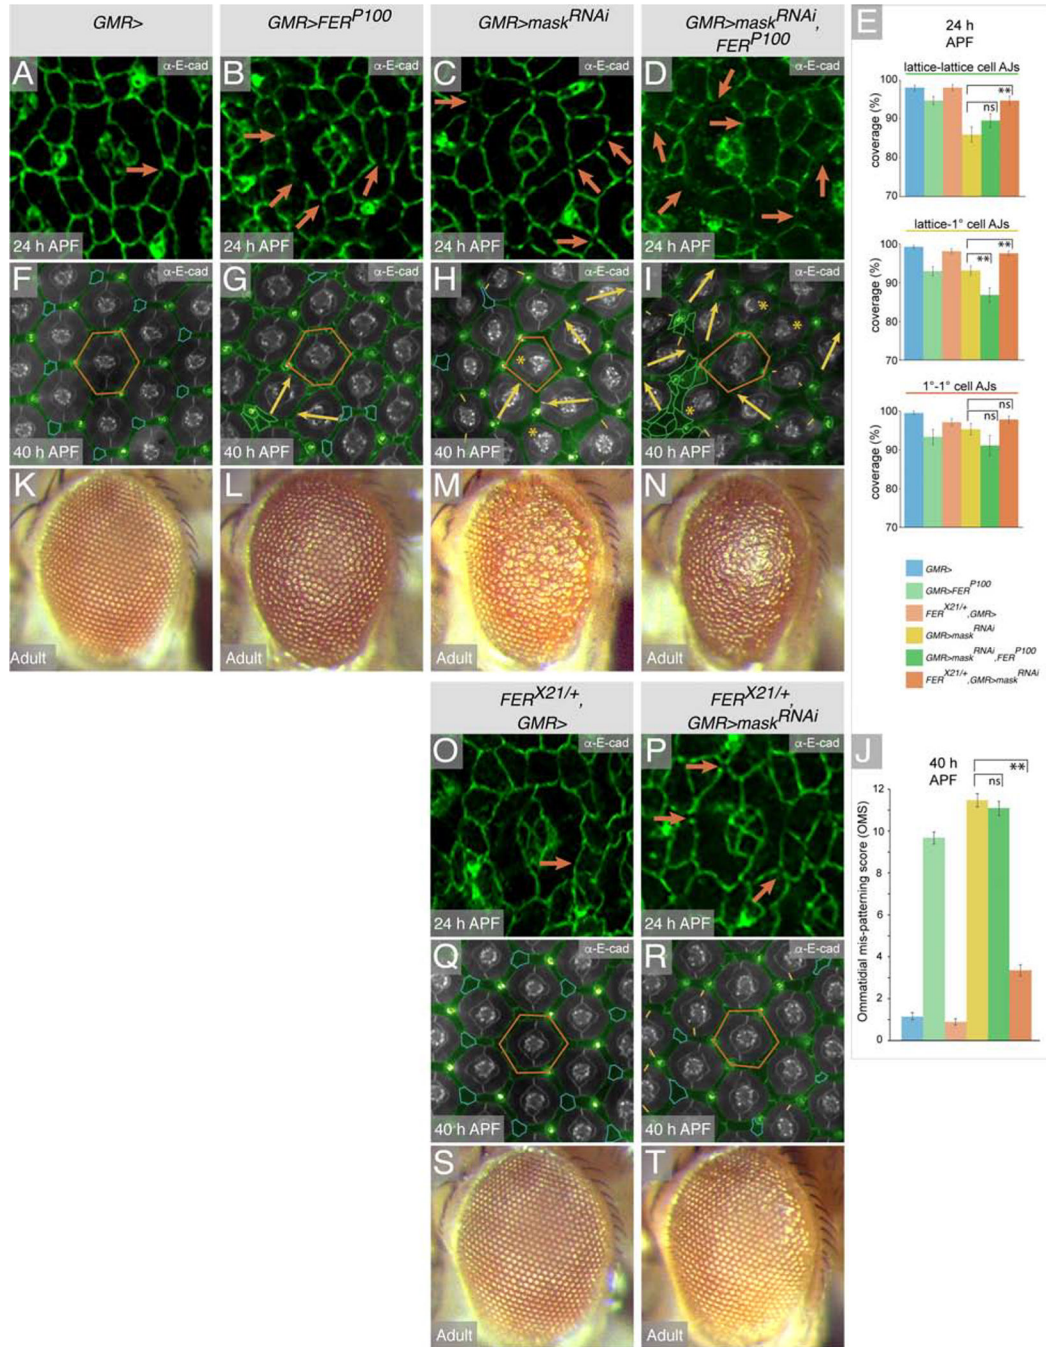 GMR>
GMR>FER^P100
GMR>mask^RNAi
GMR>mask^RNAi,
FER^P100
A
α-E-cad
24 h APF
B
α-E-cad
24 h APF
C
α-E-cad
24 h APF
D
α-E-cad
24 h APF
F
α-E-cad
40 h APF
G
α-E-cad
40 h APF
H
α-E-cad
*
*
40 h APF
I
α-E-cad
*
*
*
40 h APF
K
Adult
L
Adult
M
Adult
N
Adult
FER^X21/+,
GMR>
FER^X21/+,
GMR>mask^RNAi
O
α-E-cad
24 h APF
P
α-E-cad
24 h APF
Q
α-E-cad
40 h APF
R
α-E-cad
40 h APF
S
Adult
T
Adult
E
24 h
APF
lattice-lattice cell AJs
coverage (%)
100
90
80
70
**
ns
lattice-1° cell AJs
coverage (%)
100
90
80
70
**
**
1°-1° cell AJs
coverage (%)
100
90
80
70
ns
ns
GMR>
GMR>FER^P100
FER^X21/+,GMR>
GMR>mask^RNAi
GMR>mask^RNAi,FER^P100
FER^X21/+,GMR>mask^RNAi
J
40 h
APF
Ommatidial mis-patterning score (OMS)
12
10
8
6
4
2
0
**
ns